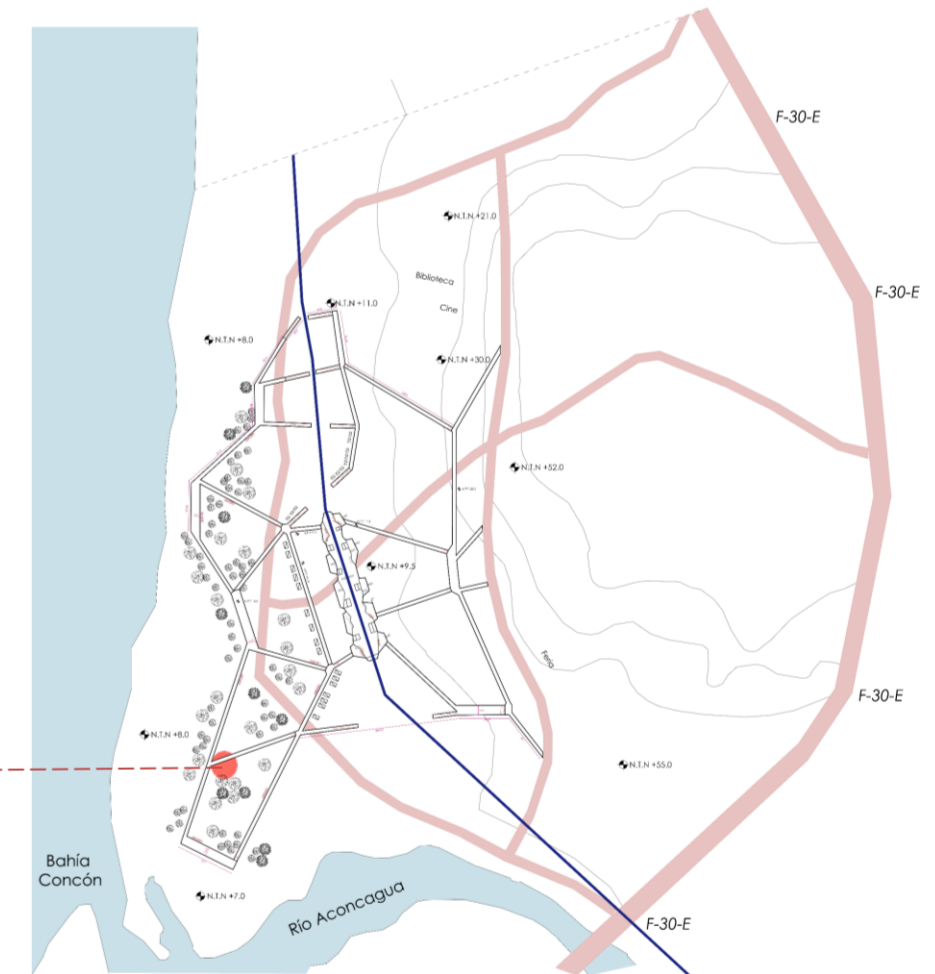 F-30-E
N.T.N +21.0
Biblioteca
F-30-E
Cine
N.T.N +11.0
N.T.N +8.0
N.T.N +30.0
N.T.N +52.0
N.T.N +9.5
Feria
F-30-E
N.T.N +8.0
N.T.N +55.0
Bahía
Concón
N.T.N +7.0
Río Aconcagua
F-30-E